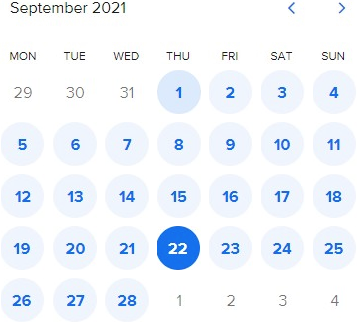 September 2021
MON TUE WED THU FRI SAT SUN
29 30 31 1 2 3 4
5 6 7 8 9 10 11
12 13 14 15 16 17 18
19 20 21 22 23 24 25
26 27 28 1 2 3 4